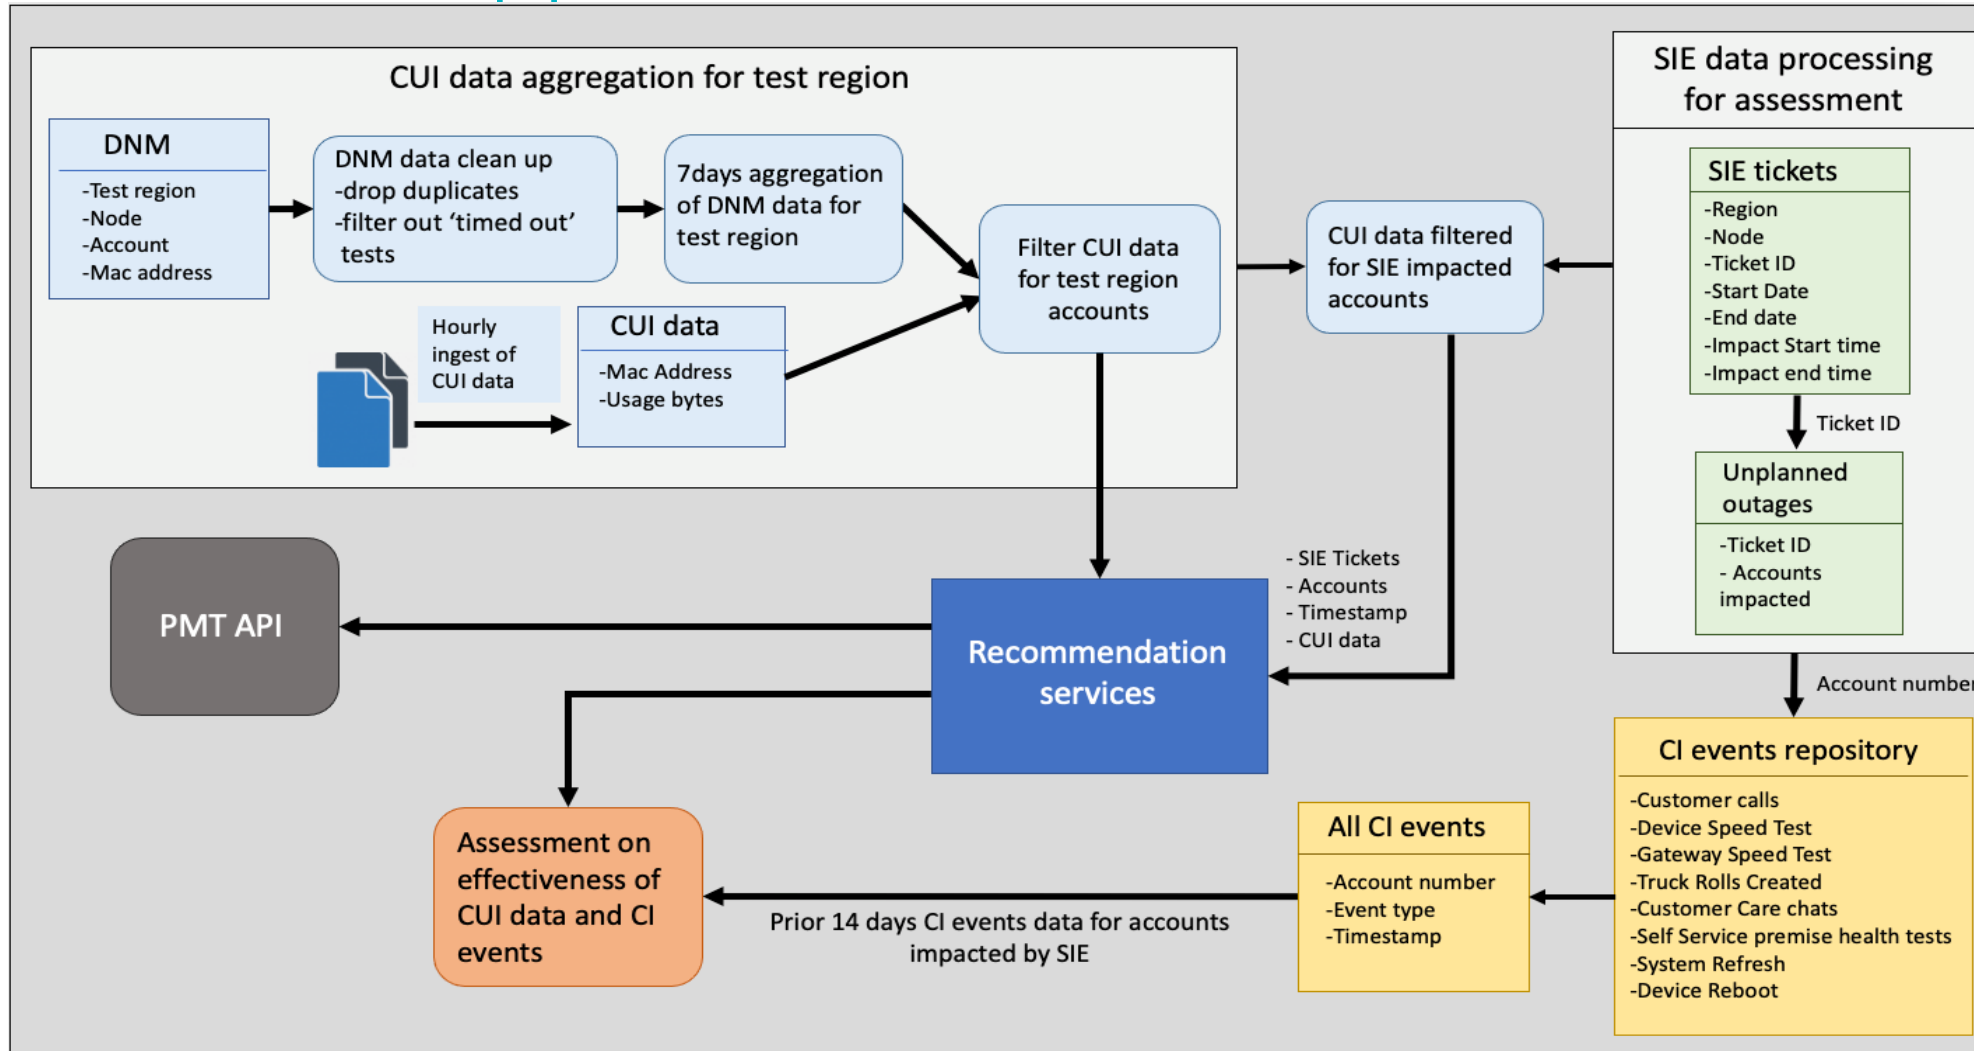 CUI data aggregation for test region
DNM
-Test region
-Node
-Account
-Mac address
DNM data clean up
-drop duplicates
-filter out ‘timed out’
tests
7days aggregation
of DNM data for
test region
Hourly
ingest of
CUI data
CUI data
-Mac Address
-Usage bytes
Filter CUI data
for test region
accounts
CUI data filtered
for SIE impacted
accounts
SIE data processing
for assessment
SIE tickets
-Region
-Node
-Ticket ID
-Start Date
-End date
-Impact Start time
-Impact end time
Ticket ID
Unplanned
outages
-Ticket ID
- Accounts
impacted
Account number
- SIE Tickets
- Accounts
- Timestamp
- CUI data
PMT API
Recommendation
services
CI events repository
-Customer calls
-Device Speed Test
-Gateway Speed Test
-Truck Rolls Created
-Customer Care chats
-Self Service premise health tests
-System Refresh
-Device Reboot
All CI events
-Account number
-Event type
-Timestamp
Prior 14 days CI events data for accounts
impacted by SIE
Assessment on
effectiveness of
CUI data and CI
events